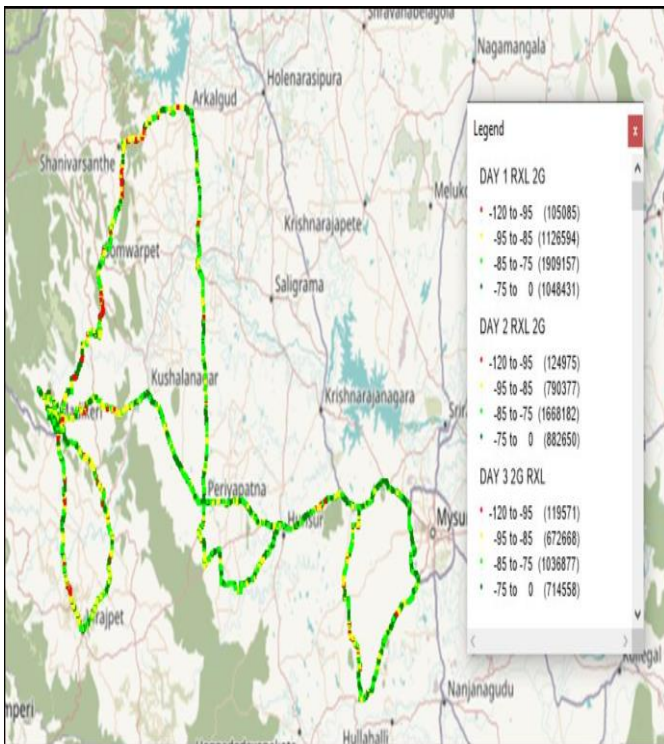 Shravanabelagola
Nagamangala
Holenarasipura
Arkalgud
Shanivarsanthe
Meluko
Krishnarajapete
omwarpet
Saligrama
Kushalanagar
Krishnarajanagara
Srira
Periyapatna
Hunsur
Mysur
Virajpet
mperi
Nanjanagudu
Kollegal
Hullahalli
Legend
x
DAY 1 RXL 2G
-120 to -95 (105085)
-95 to -85 (1126594)
-85 to -75 (1909157)
-75 to 0 (1048431)
DAY 2 RXL 2G
-120 to -95 (124975)
-95 to -85 (790377)
-85 to -75 (1668182)
-75 to 0 (882650)
DAY 3 2G RXL
-120 to -95 (119571)
-95 to -85 (672668)
-85 to -75 (1036877)
-75 to 0 (714558)